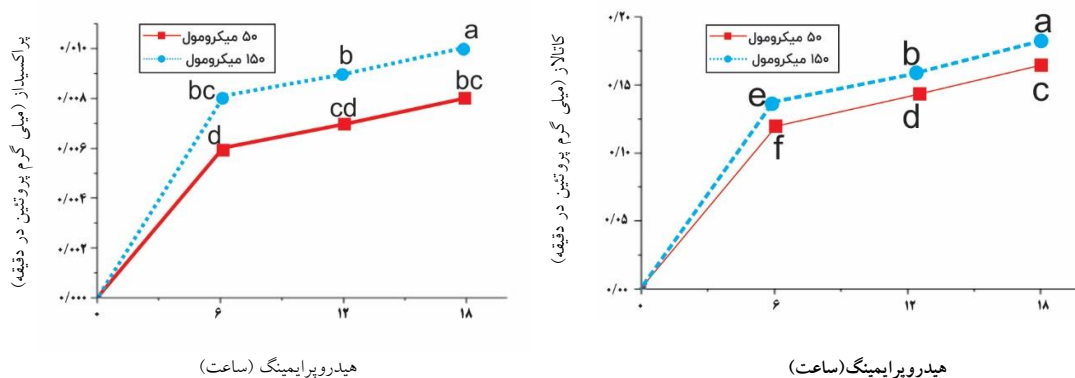 پراکسیداز (میلی گرم پروتئین در دقیقه)
۰/۰۱۰
۰/۰۰۸
۰/۰۰۶
۰/۰۰۴
۰/۰۰۲
۰/۰۰۰
۵۰ میکرومول
۱۵۰ میکرومول
a
b
bc
bc
cd
d
۰
۶
۱۲
۱۸
هیدروپرایمینگ (ساعت)
کاتالاز (میلی گرم پروتئین در دقیقه)
۰/۲۰
۰/۱۵
۰/۱۰
۰/۰۵
۰/۰۰
۵۰ میکرومول
۱۵۰ میکرومول
a
b
e
c
d
f
۰
۶
۱۲
۱۸
هیدروپرایمینگ(ساعت)